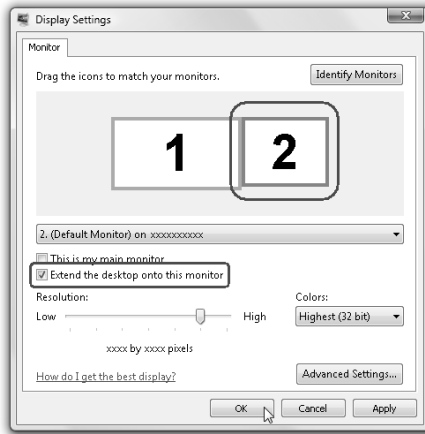 Display Settings
Monitor
Drag the icons to match your monitors.
Identify Monitors
1
2
2. (Default Monitor) on xxxxxxxxxx
This is my main monitor
Extend the desktop onto this monitor
Resolution:
Colors:
Low
High
Highest (32 bit)
xxxx by xxxx pixels
How do I get the best display?
Advanced Settings...
OK
Cancel
Apply